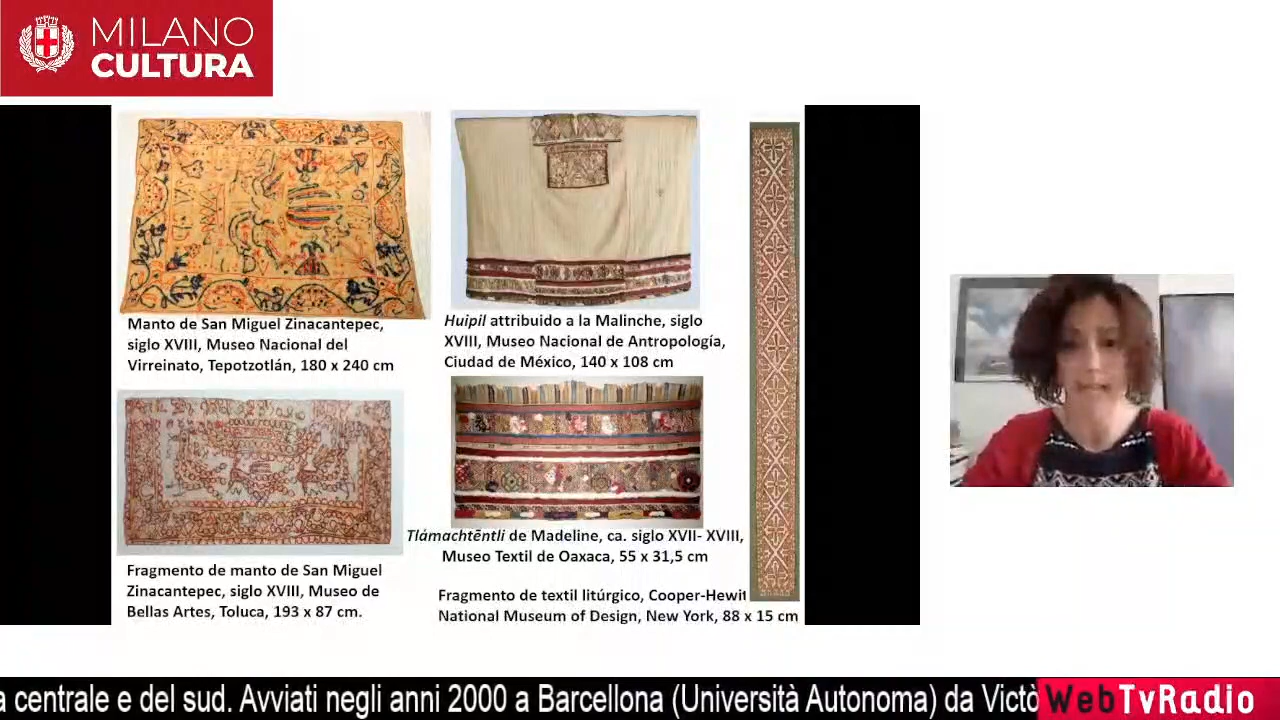 MILANO
CULTURA
Manto de San Miguel Zinacantepec,
siglo XVIII, Museo Nacional del
Virreinato, Tepotzotlán, 180 x 240 cm
Huipil attribuido a la Malinche, siglo
XVIII, Museo Nacional de Antropología,
Ciudad de México, 140 x 108 cm
Fragmento de manto de San Miguel
Zinacantepec, siglo XVIII, Museo de
Bellas Artes, Toluca, 193 x 87 cm.
Tlámachtēntli de Madeline, ca. siglo XVII- XVIII,
Museo Textil de Oaxaca, 55 x 31,5 cm
Fragmento de textil litúrgico, Cooper-Hewit
National Museum of Design, New York, 88 x 15 cm
a centrale e del sud. Avviati negli anni 2000 a Barcellona (Università Autonoma) da Victò
WebTvRadio